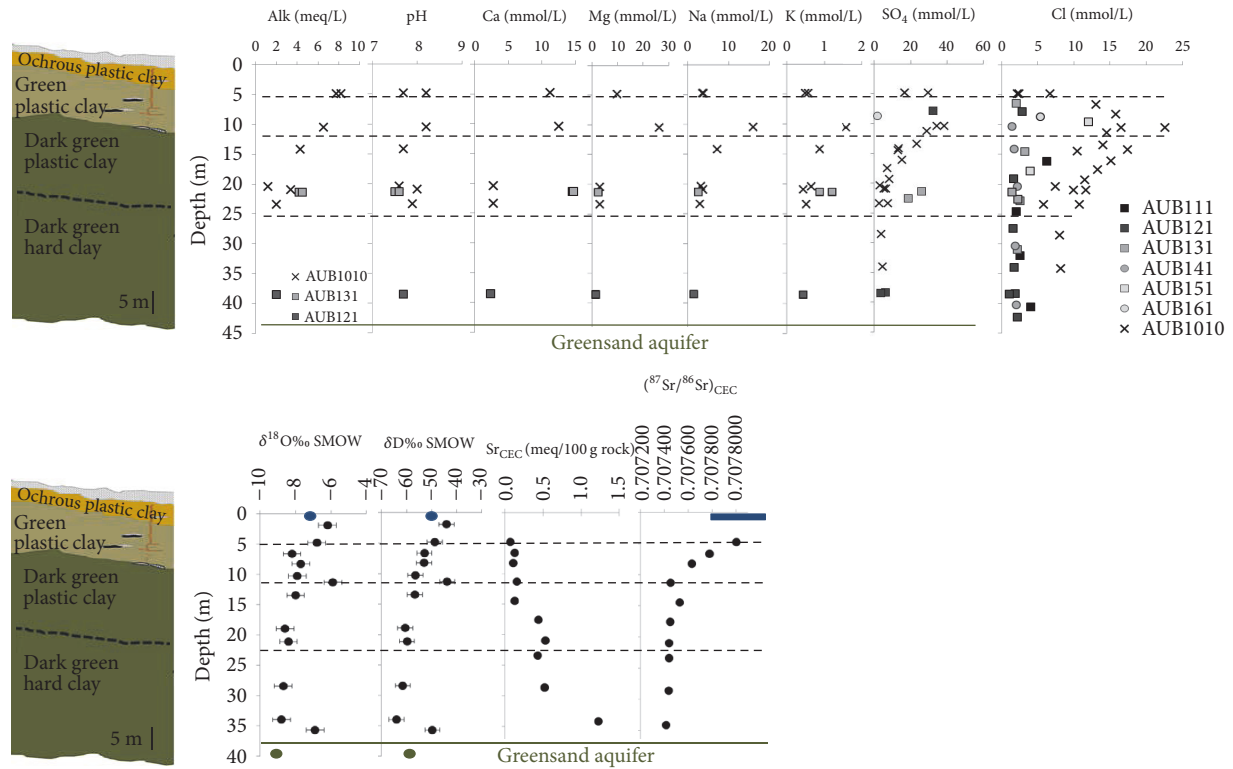 Alk (meq/L) pH Ca (mmol/L) Mg (mmol/L) Na (mmol/L) K (mmol/L) SO4 (mmol/L) Cl (mmol/L)
0 2 4 6 8 10 7 8 9 0 5 10 15 0 10 20 30 40 50 0 10 20 0 1 2 0 20 40 60 0 5 10 15 20 25
Ochrous plastic clay
Green
plastic clay
Dark green
plastic clay
Dark green
hard clay
5 m
Depth (m)
0
5
10
15
20
25
30
35
40
45
AUB1010
AUB131
AUB121
AUB111
AUB121
AUB131
AUB141
AUB151
AUB161
AUB1010
Greensand aquifer
(87Sr/86Sr)CEC
δ18O‰ SMOW δD‰ SMOW SrCEC (meq/100 g rock)
10 8 6 4 70 60 50 40 30 0.0 0.5 1.0 1.5 0.707200 0.707400 0.707600 0.707800 0.7078000
Ochrous plastic clay
Green
plastic clay
Dark green
plastic clay
Dark green
hard clay
5 m
Depth (m)
0
5
10
15
20
25
30
35
40
Greensand aquifer